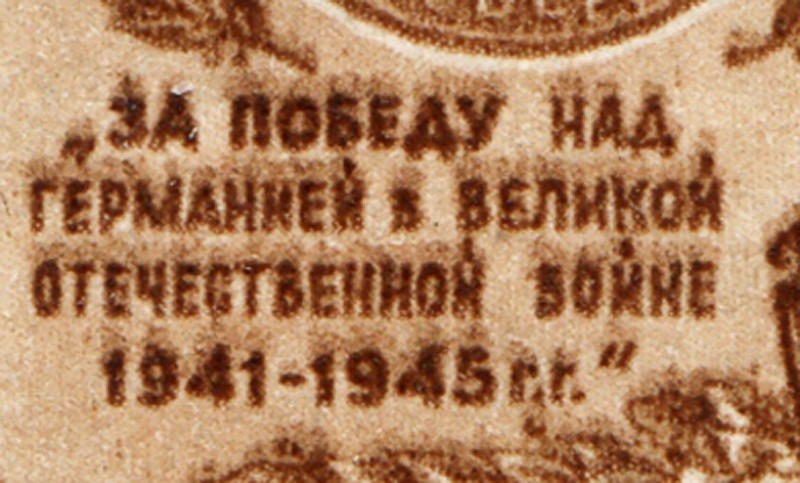 „ЗА ПОБЕДУ НАД
ГЕРМАНИЕЙ в ВЕЛИКОЙ
ОТЕЧЕСТВЕННОЙ ВОЙНЕ
1941-1945 г.г.“